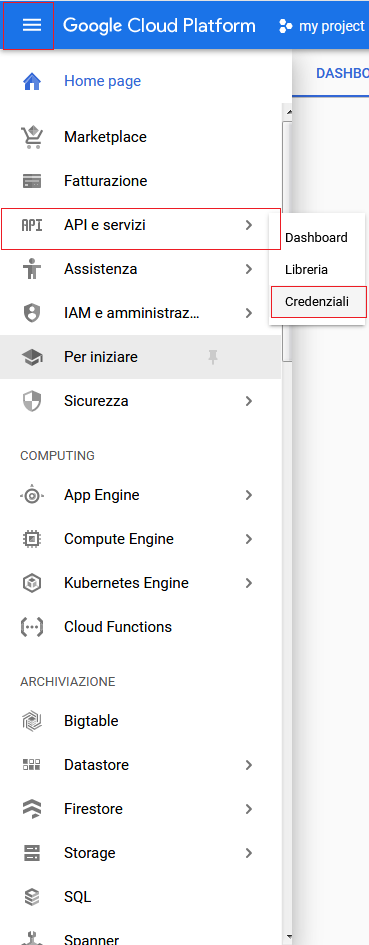 Google Cloud Platform my project
DASHBO
Home page
Marketplace
Fatturazione
API API e servizi
Dashboard
Libreria
Credenziali
Assistenza
IAM e amministraz...
Per iniziare
Sicurezza
COMPUTING
App Engine
Compute Engine
Kubernetes Engine
Cloud Functions
ARCHIVIAZIONE
Bigtable
Datastore
Firestore
Storage
SQL
Spanner